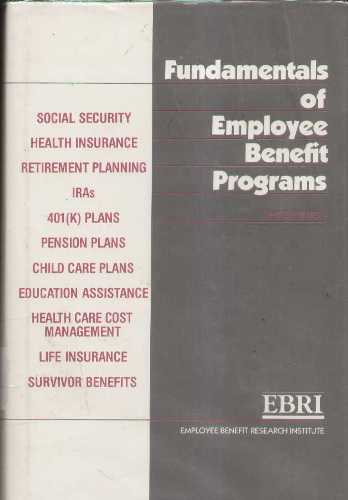 Fundamentals
of
Employee
Benefit
Programs
SOCIAL SECURITY
HEALTH INSURANCE
RETIREMENT PLANNING
IRAs
401(K) PLANS
PENSION PLANS
CHILD CARE PLANS
EDUCATION ASSISTANCE
HEALTH CARE COST
MANAGEMENT
LIFE INSURANCE
SURVIVOR BENEFITS
EBRI
EMPLOYEE BENEFIT RESEARCH INSTITUTE